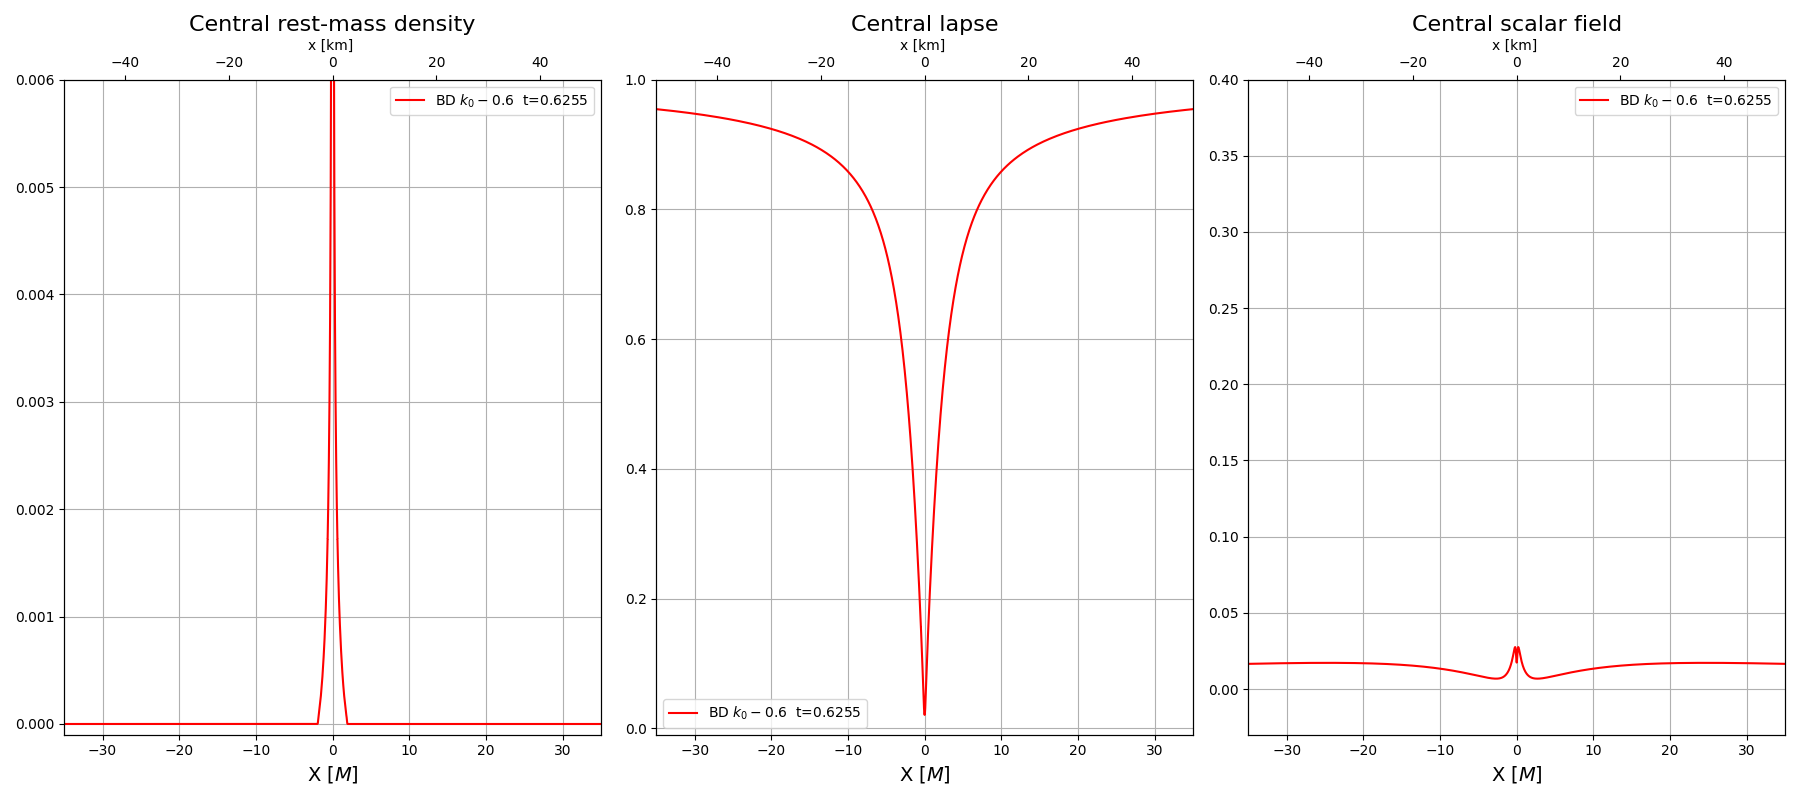 Central rest-mass density
x [km]
−40 −20 0 20 40
0.006
0.005
0.004
0.003
0.002
0.001
0.000
BD k₀ − 0.6 t=0.6255
−30 −20 −10 0 10 20 30
X [M]
Central lapse
x [km]
−40 −20 0 20 40
1.0
0.8
0.6
0.4
0.2
0.0
BD k₀ − 0.6 t=0.6255
−30 −20 −10 0 10 20 30
X [M]
Central scalar field
x [km]
−40 −20 0 20 40
0.40
0.35
0.30
0.25
0.20
0.15
0.10
0.05
0.00
BD k₀ − 0.6 t=0.6255
−30 −20 −10 0 10 20 30
X [M]